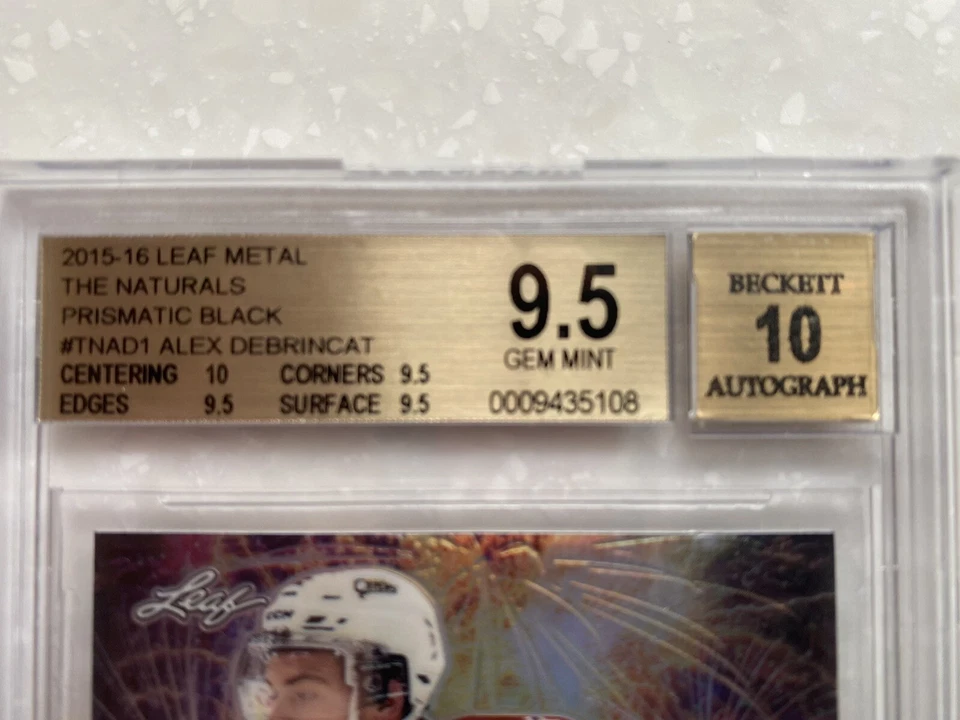 2015-16 LEAF METAL
THE NATURALS
PRISMATIC BLACK
#TNAD1 ALEX DEBRINCAT
CENTERING 10 CORNERS 9.5
EDGES 9.5 SURFACE 9.5
9.5
GEM MINT
0009435108
BECKETT
10
AUTOGRAPH
Leaf
CCM